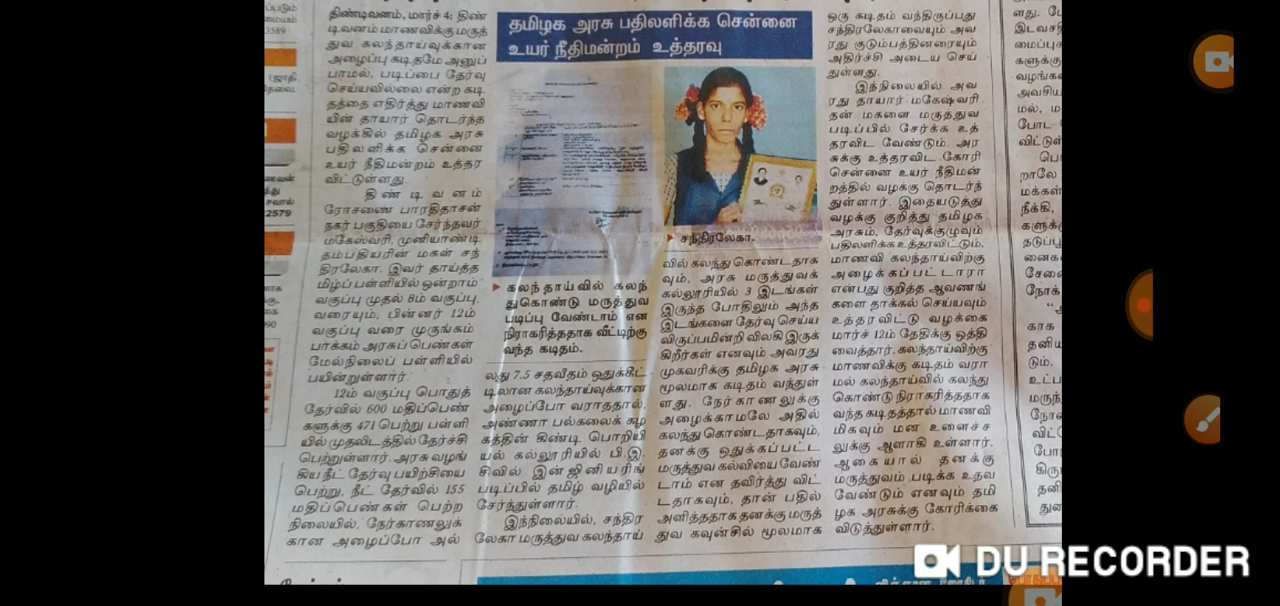 திண்டிவனம், மார்ச் 4: திண்
டிவனம் மாணவிக்கு மருத்
துவ கலந்தாய்வுக்கான
அழைப்பு கடிதமே அனுப்
பாமல், படிப்பை தேர்வு
செய்யவில்லை என்ற கடி
தத்தை எதிர்த்து மாணவி
யின் தாயார் தொடர்ந்த
வழக்கில் தமிழக அரசு
பதிலளிக்க சென்னை
உயர் நீதிமன்றம் உத்தர
விட்டுள்ளது
திண்டிவனம்
ரோசணை பாரதிதாசன்
நகர் பகுதியை சேர்ந்தவர்
மகேஸ்வரி, முனியாண்டி
தம்பதியரின் மகள் சந்
திரலேகா. இவர் தாய்த்த
மிழ்ப் பள்ளியில் ஒன்றாம்
வகுப்பு முதல் 8ம் வகுப்பு
வரையும், பின்னர் 12ம்
வகுப்பு வரை முருங்கம்
பாக்கம் அரசுப்பெண்கள்
மேல்நிலைப் பள்ளியில்
பயின்றுள்ளார்.
12ம் வகுப்பு பொதுத்
தேர்வில் 600 மதிப்பெண்
களுக்கு 471 பெற்று பள்ளி
யில் முதலிடத்தில் தேர்ச்சி
பெற்றுள்ளார். அரசு வழங்
கிய நீட் தேர்வு பயிற்சியை
பெற்று, நீட் தேர்வில் 155
மதிப்பெண்கள் பெற்ற
நிலையில், நேர்காணலுக்
கான அழைப்போ அல்
தமிழக அரசு பதிலளிக்க சென்னை
உயர் நீதிமன்றம் உத்தரவு
கலந்தாய்வில் கலந்
துகொண்டு மருத்துவ
படிப்பு வேண்டாம் என
நிராகரித்ததாக வீட்டிற்கு
வந்த கடிதம்.
சந்திரலேகா.
லது 7.5 சதவீதம் ஒதுக்கீட்
டிலான கலந்தாய்வுக்கான
அழைப்போ வராததால்,
அண்ணா பல்கலைக் கழ
கத்தின் கிண்டி பொறியி
யல் கல்லூரியில் பி.இ.
சிவில் இன்ஜினியரிங்
படிப்பில் தமிழ் வழியில்
சேர்ந்துள்ளார்.
இந்நிலையில், சந்திர
லேகா மருத்துவ கலந்தாய்
வில் கலந்து கொண்டதாக
வும், அரசு மருத்துவக்
கல்லூரியில் 3 இடங்கள்
இருந்த போதிலும் அந்த
இடங்களை தேர்வு செய்ய
விருப்பமின்றி விலகி இருக்
கிறீர்கள் எனவும் அவரது
முகவரிக்கு தமிழக அரசு
மூலமாக கடிதம் வந்துள்
ளது. நேர்காணலுக்கு
அழைக்காமலே அதில்
கலந்து கொண்டதாகவும்,
தனக்கு ஒதுக்கப்பட்ட
மருத்துவ கல்வியை வேண்
டாம் என தவிர்த்து விட்
டதாகவும், தான் பதில்
அளித்ததாக தனக்கு மருத்
துவ கவுன்சில் மூலமாக
ஒரு கடிதம் வந்திருப்பது
சந்திரலேகாவையும் அவ
ரது குடும்பத்தினரையும்
அதிர்ச்சி அடைய செய்
துள்ளது.
இந்நிலையில் அவ
ரது தாயார் மகேஷ்வரி
தன் மகளை மருத்துவ
படிப்பில் சேர்க்க உத்
தரவிட வேண்டும். அர
சுக்கு உத்தரவிட கோரி
சென்னை உயர் நீதிமன்
றத்தில் வழக்கு தொடர்ந்
துள்ளார். இதையடுத்து
வழக்கு குறித்து தமிழக
அரசும், தேர்வுக்குழுவும்
பதிலளிக்க உத்தரவிட்டும்,
மாணவி கலந்தாய்விற்கு
அழைக்கப்பட்டாரா
என்பது குறித்த ஆவணங்
களை தாக்கல் செய்யவும்
உத்தரவிட்டு வழக்கை
மார்ச் 12ம் தேதிக்கு ஒத்தி
வைத்தார். கலந்தாய்விற்கு
மாணவிக்கு கடிதம் வரா
மல் கலந்தாய்வில் கலந்து
கொண்டு நிராகரித்ததாக
வந்த கடிதத்தால் மாணவி
மிகவும் மன உளைச்ச
லுக்கு ஆளாகி உள்ளார்.
ஆகையால் தனக்கு
மருத்துவம் படிக்க உதவ
வேண்டும் எனவும் தமி
ழக அரசுக்கு கோரிக்கை
விடுத்துள்ளார்.
DU RECORDER